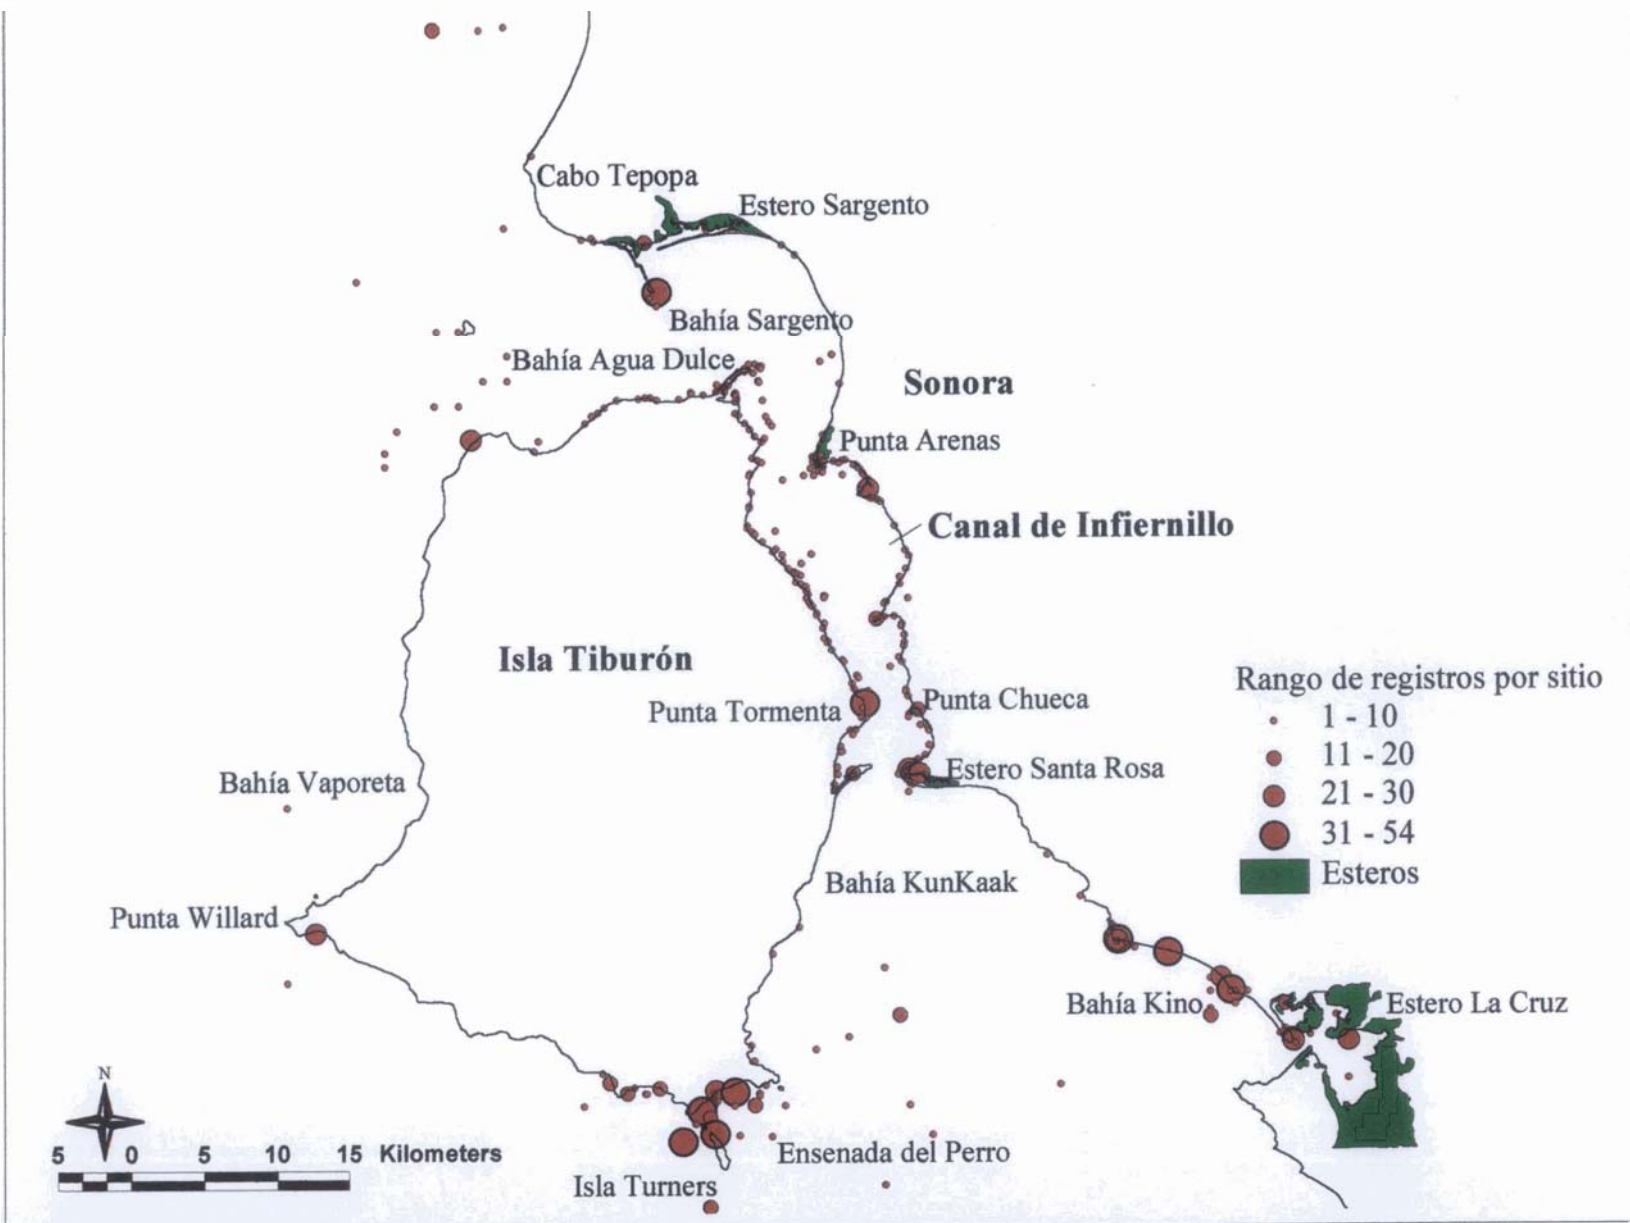 Cabo Tepopa
Estero Sargento
Bahía Sargento
Bahía Agua Dulce
Sonora
Punta Arenas
Canal de Infiernillo
Isla Tiburón
Rango de registros por sitio
1 - 10
11 - 20
21 - 30
31 - 54
Esteros
Punta Tormenta
Punta Chueca
Estero Santa Rosa
Bahía Vaporeta
Bahía KunKaak
Punta Willard
Bahía Kino
Estero La Cruz
N
5 0 5 10 15 Kilometers
Ensenada del Perro
Isla Turners